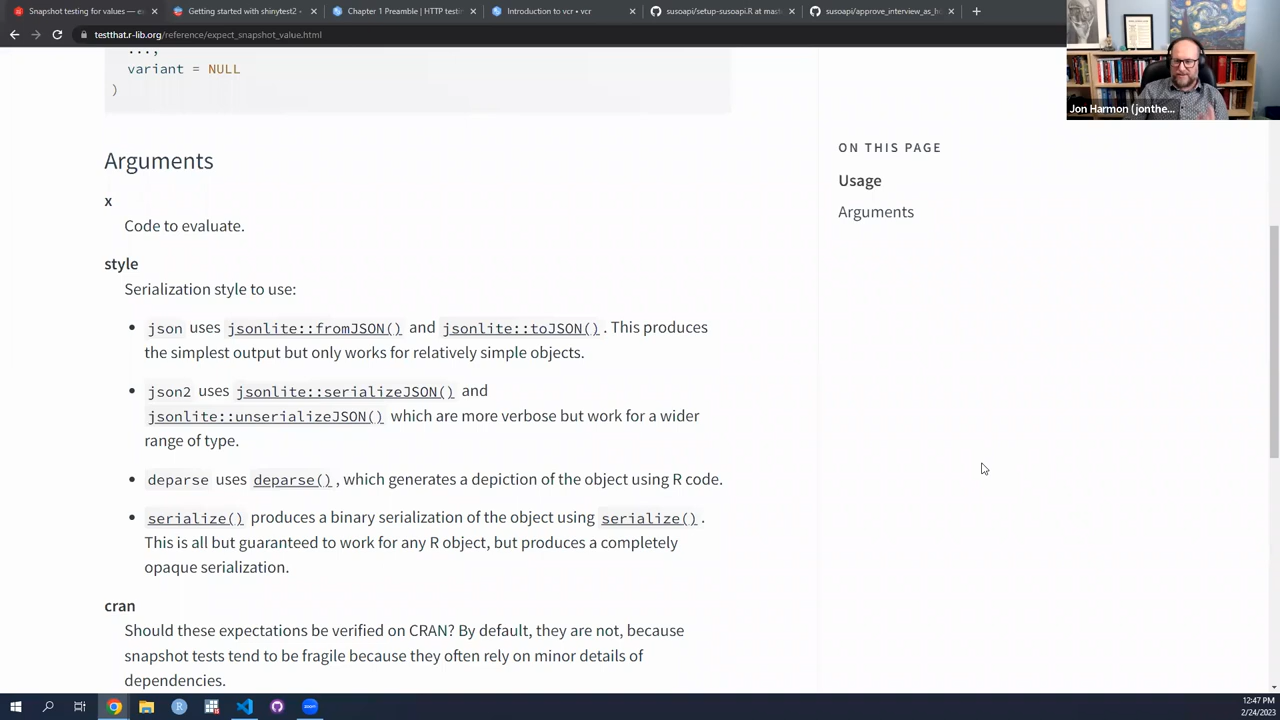 Snapshot testing for values — ex
Getting started with shinytest2 •
Chapter 1 Preamble | HTTP testi
Introduction to vcr • vcr
susoapi/setup-susoapi.R at mast
susoapi/approve_interview_as_h
testthat.r-lib.org/reference/expect_snapshot_value.html
Jon Harmon (jonthe...
...,
variant = NULL
)
Arguments
x
Code to evaluate.
style
Serialization style to use:
json uses jsonlite::fromJSON() and jsonlite::toJSON(). This produces
the simplest output but only works for relatively simple objects.
json2 uses jsonlite::serializeJSON() and
jsonlite::unserializeJSON() which are more verbose but work for a wider
range of type.
deparse uses deparse(), which generates a depiction of the object using R code.
serialize() produces a binary serialization of the object using serialize().
This is all but guaranteed to work for any R object, but produces a completely
opaque serialization.
cran
Should these expectations be verified on CRAN? By default, they are not, because
snapshot tests tend to be fragile because they often rely on minor details of
dependencies.
ON THIS PAGE
Usage
Arguments
zoom
12:47 PM
2/24/2023